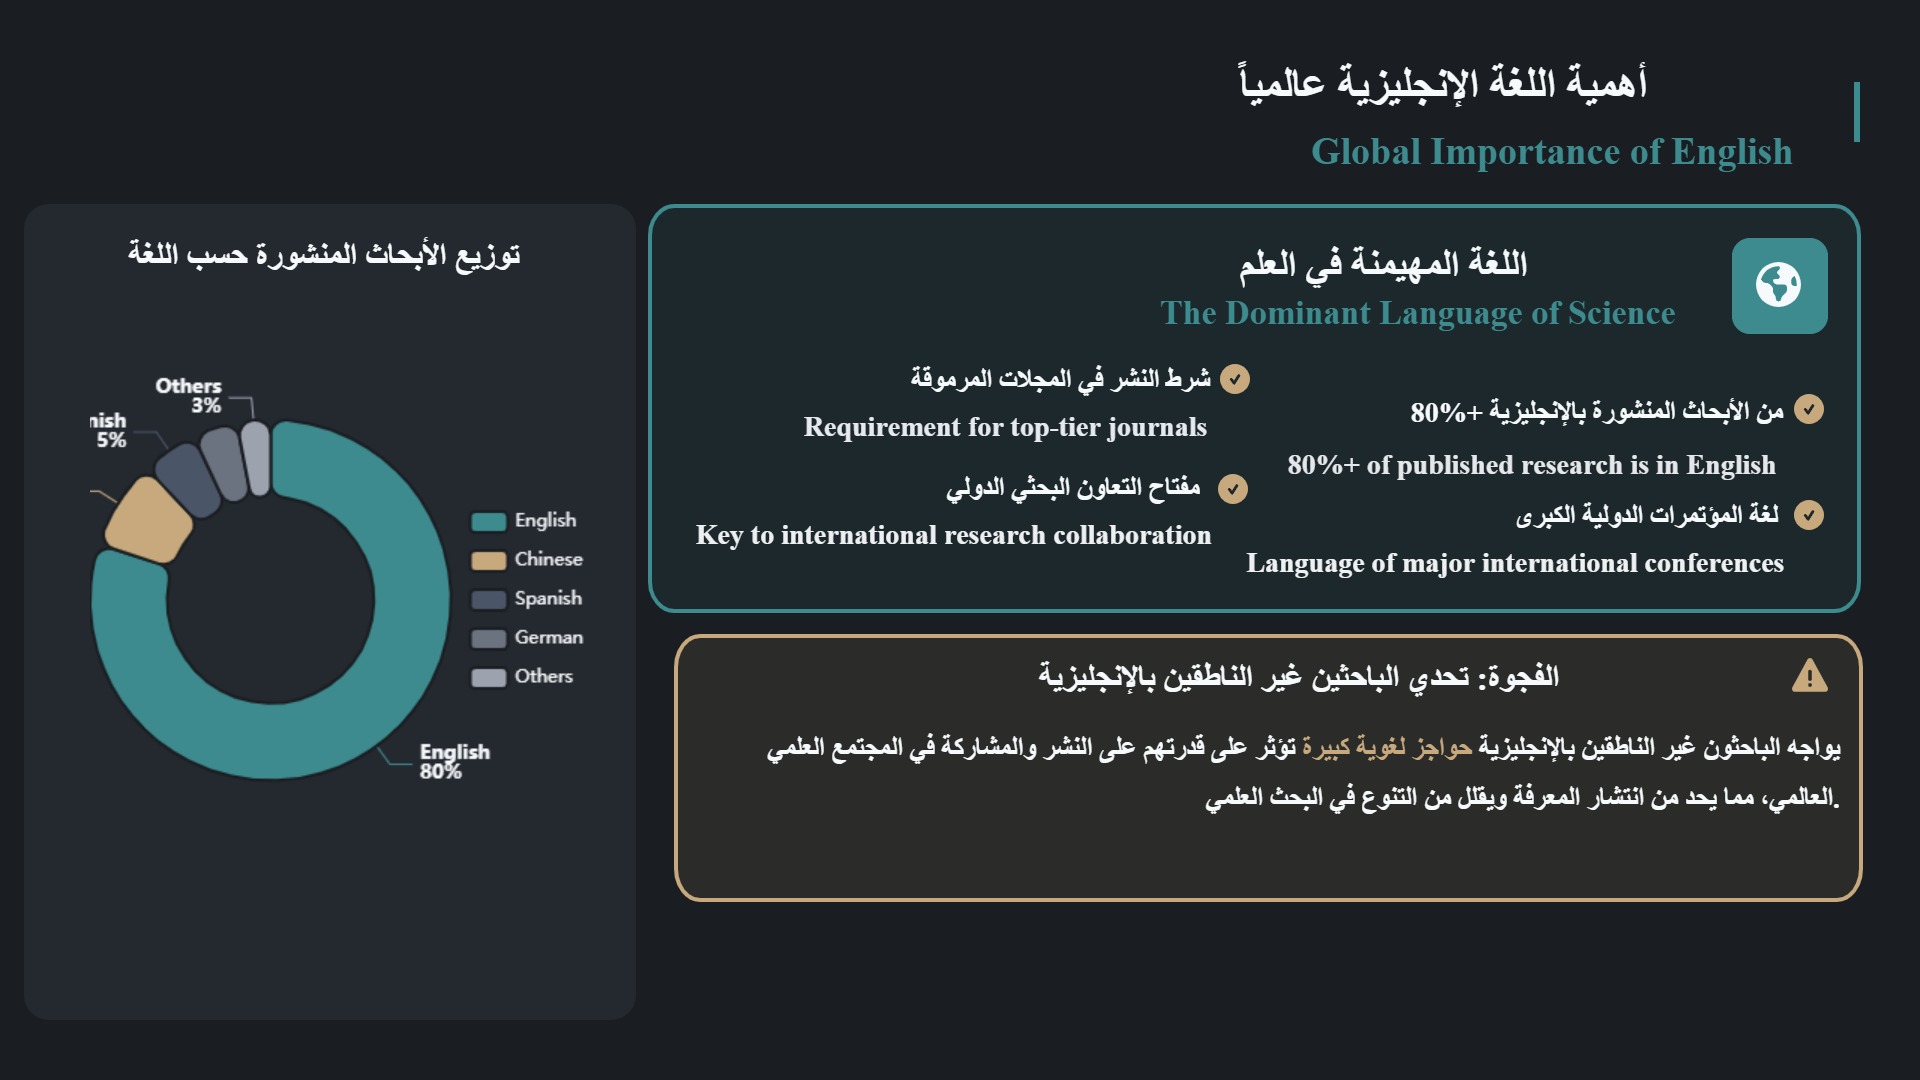 أهمية اللغة الإنجليزية عالمياً
Global Importance of English
اللغة المهيمنة في العلم
The Dominant Language of Science
من الأبحاث المنشورة بالإنجليزية +80%
80%+ of published research is in English
لغة المؤتمرات الدولية الكبرى
Language of major international conferences
شرط النشر في المجلات المرموقة
Requirement for top-tier journals
مفتاح التعاون البحثي الدولي
Key to international research collaboration
الفجوة: تحدي الباحثين غير الناطقين بالإنجليزية
يواجه الباحثون غير الناطقين بالإنجليزية حواجز لغوية كبيرة تؤثر على قدرتهم على النشر والمشاركة في المجتمع العلمي
العالمي، مما يحد من انتشار المعرفة ويقلل من التنوع في البحث العلمي.
توزيع الأبحاث المنشورة حسب اللغة
Others
3%
nish
5%
English
80%
English
Chinese
Spanish
German
Others